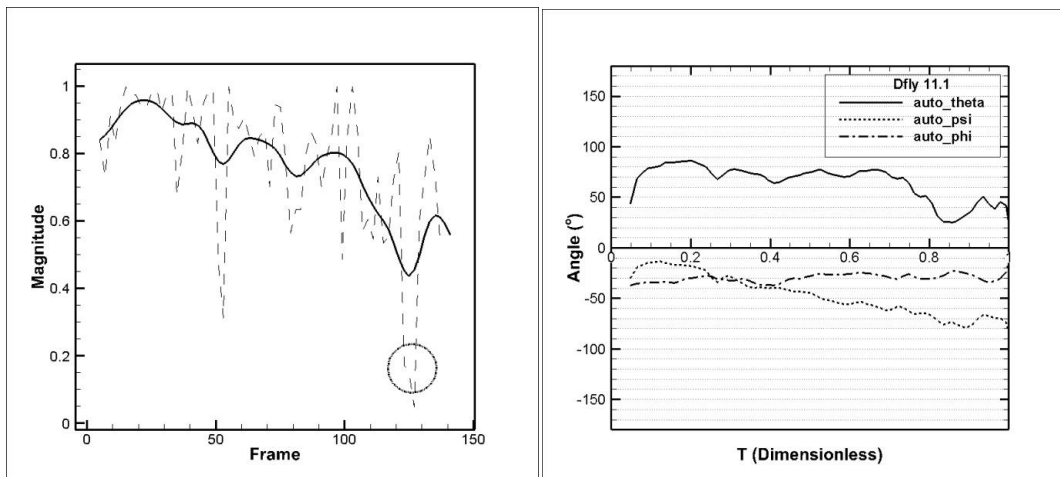 Magnitude
1
0.8
0.6
0.4
0.2
0
0
50
100
150
Frame
Angle (°)
150
100
50
0
-50
-100
-150
0
0.2
0.4
0.6
0.8
1
T (Dimensionless)
Dfly 11.1
auto_theta
auto_psi
auto_phi